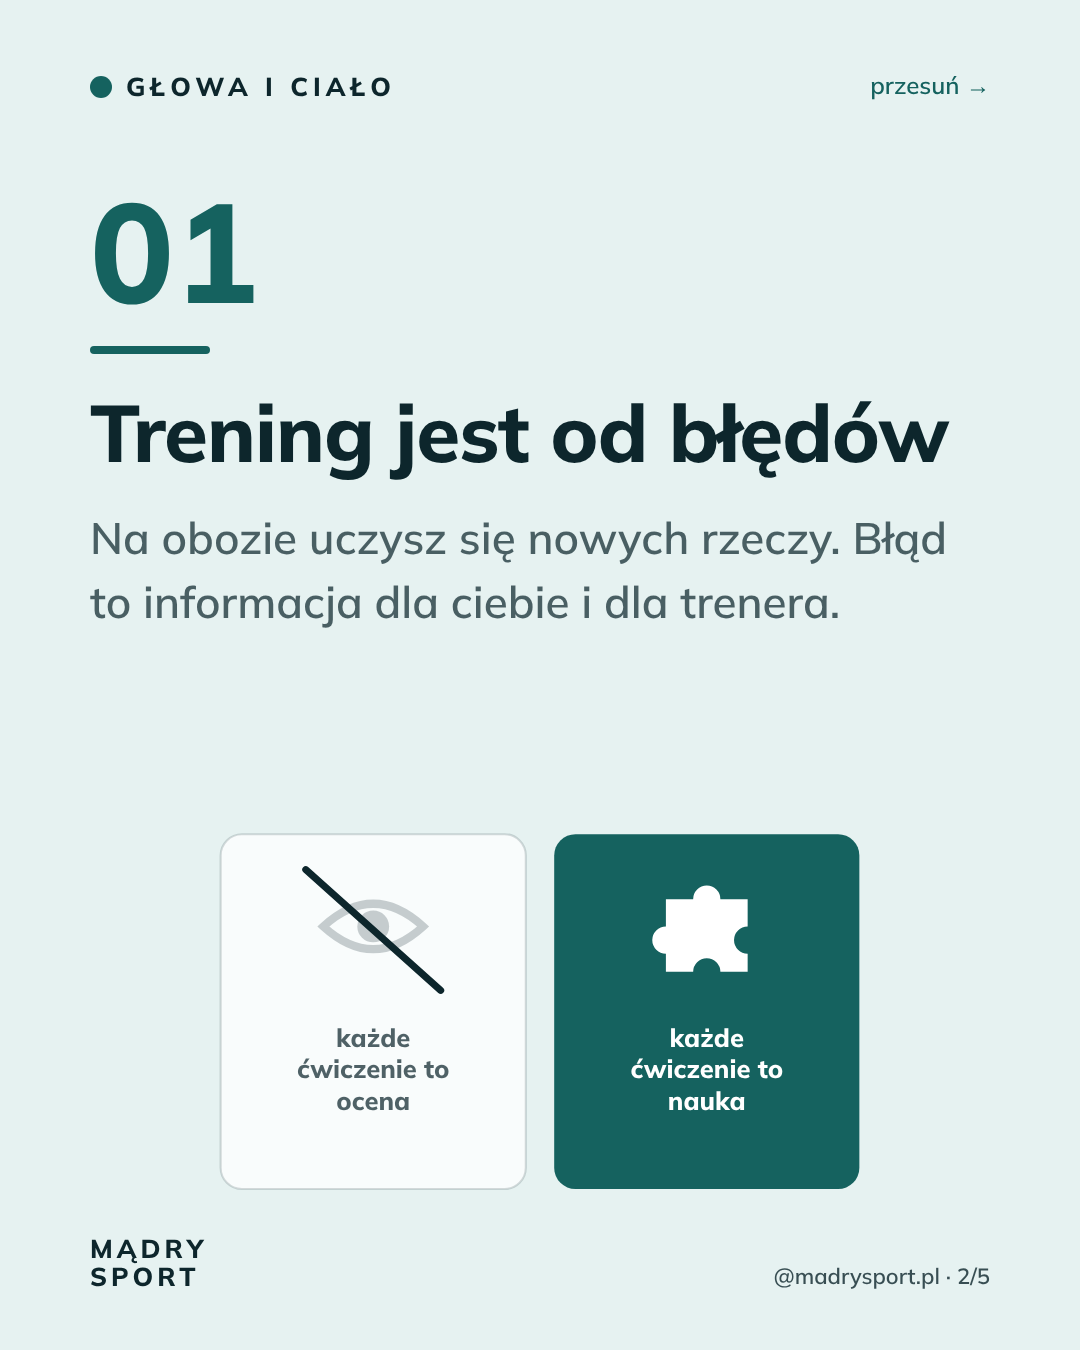 GŁOWA I CIAŁO
przesuń →
01
Trening jest od błędów
Na obozie uczysz się nowych rzeczy. Błąd
to informacja dla ciebie i dla trenera.
każde
ćwiczenie to
ocena
każde
ćwiczenie to
nauka
MĄDRY
SPORT
@madrysport.pl · 2/5